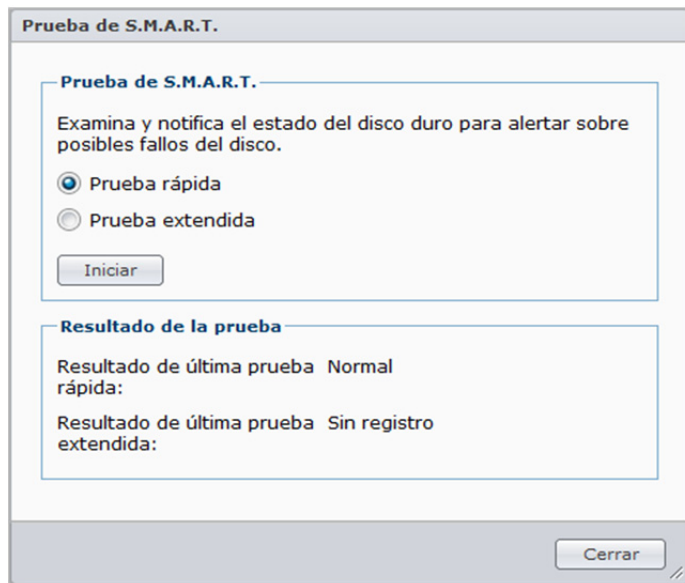 Prueba de S.M.A.R.T.
Prueba de S.M.A.R.T.
Examina y notifica el estado del disco duro para alertar sobre
posibles fallos del disco.
Prueba rápida
Prueba extendida
Iniciar
Resultado de la prueba
Resultado de última prueba Normal
rápida:
Resultado de última prueba Sin registro
extendida:
Cerrar